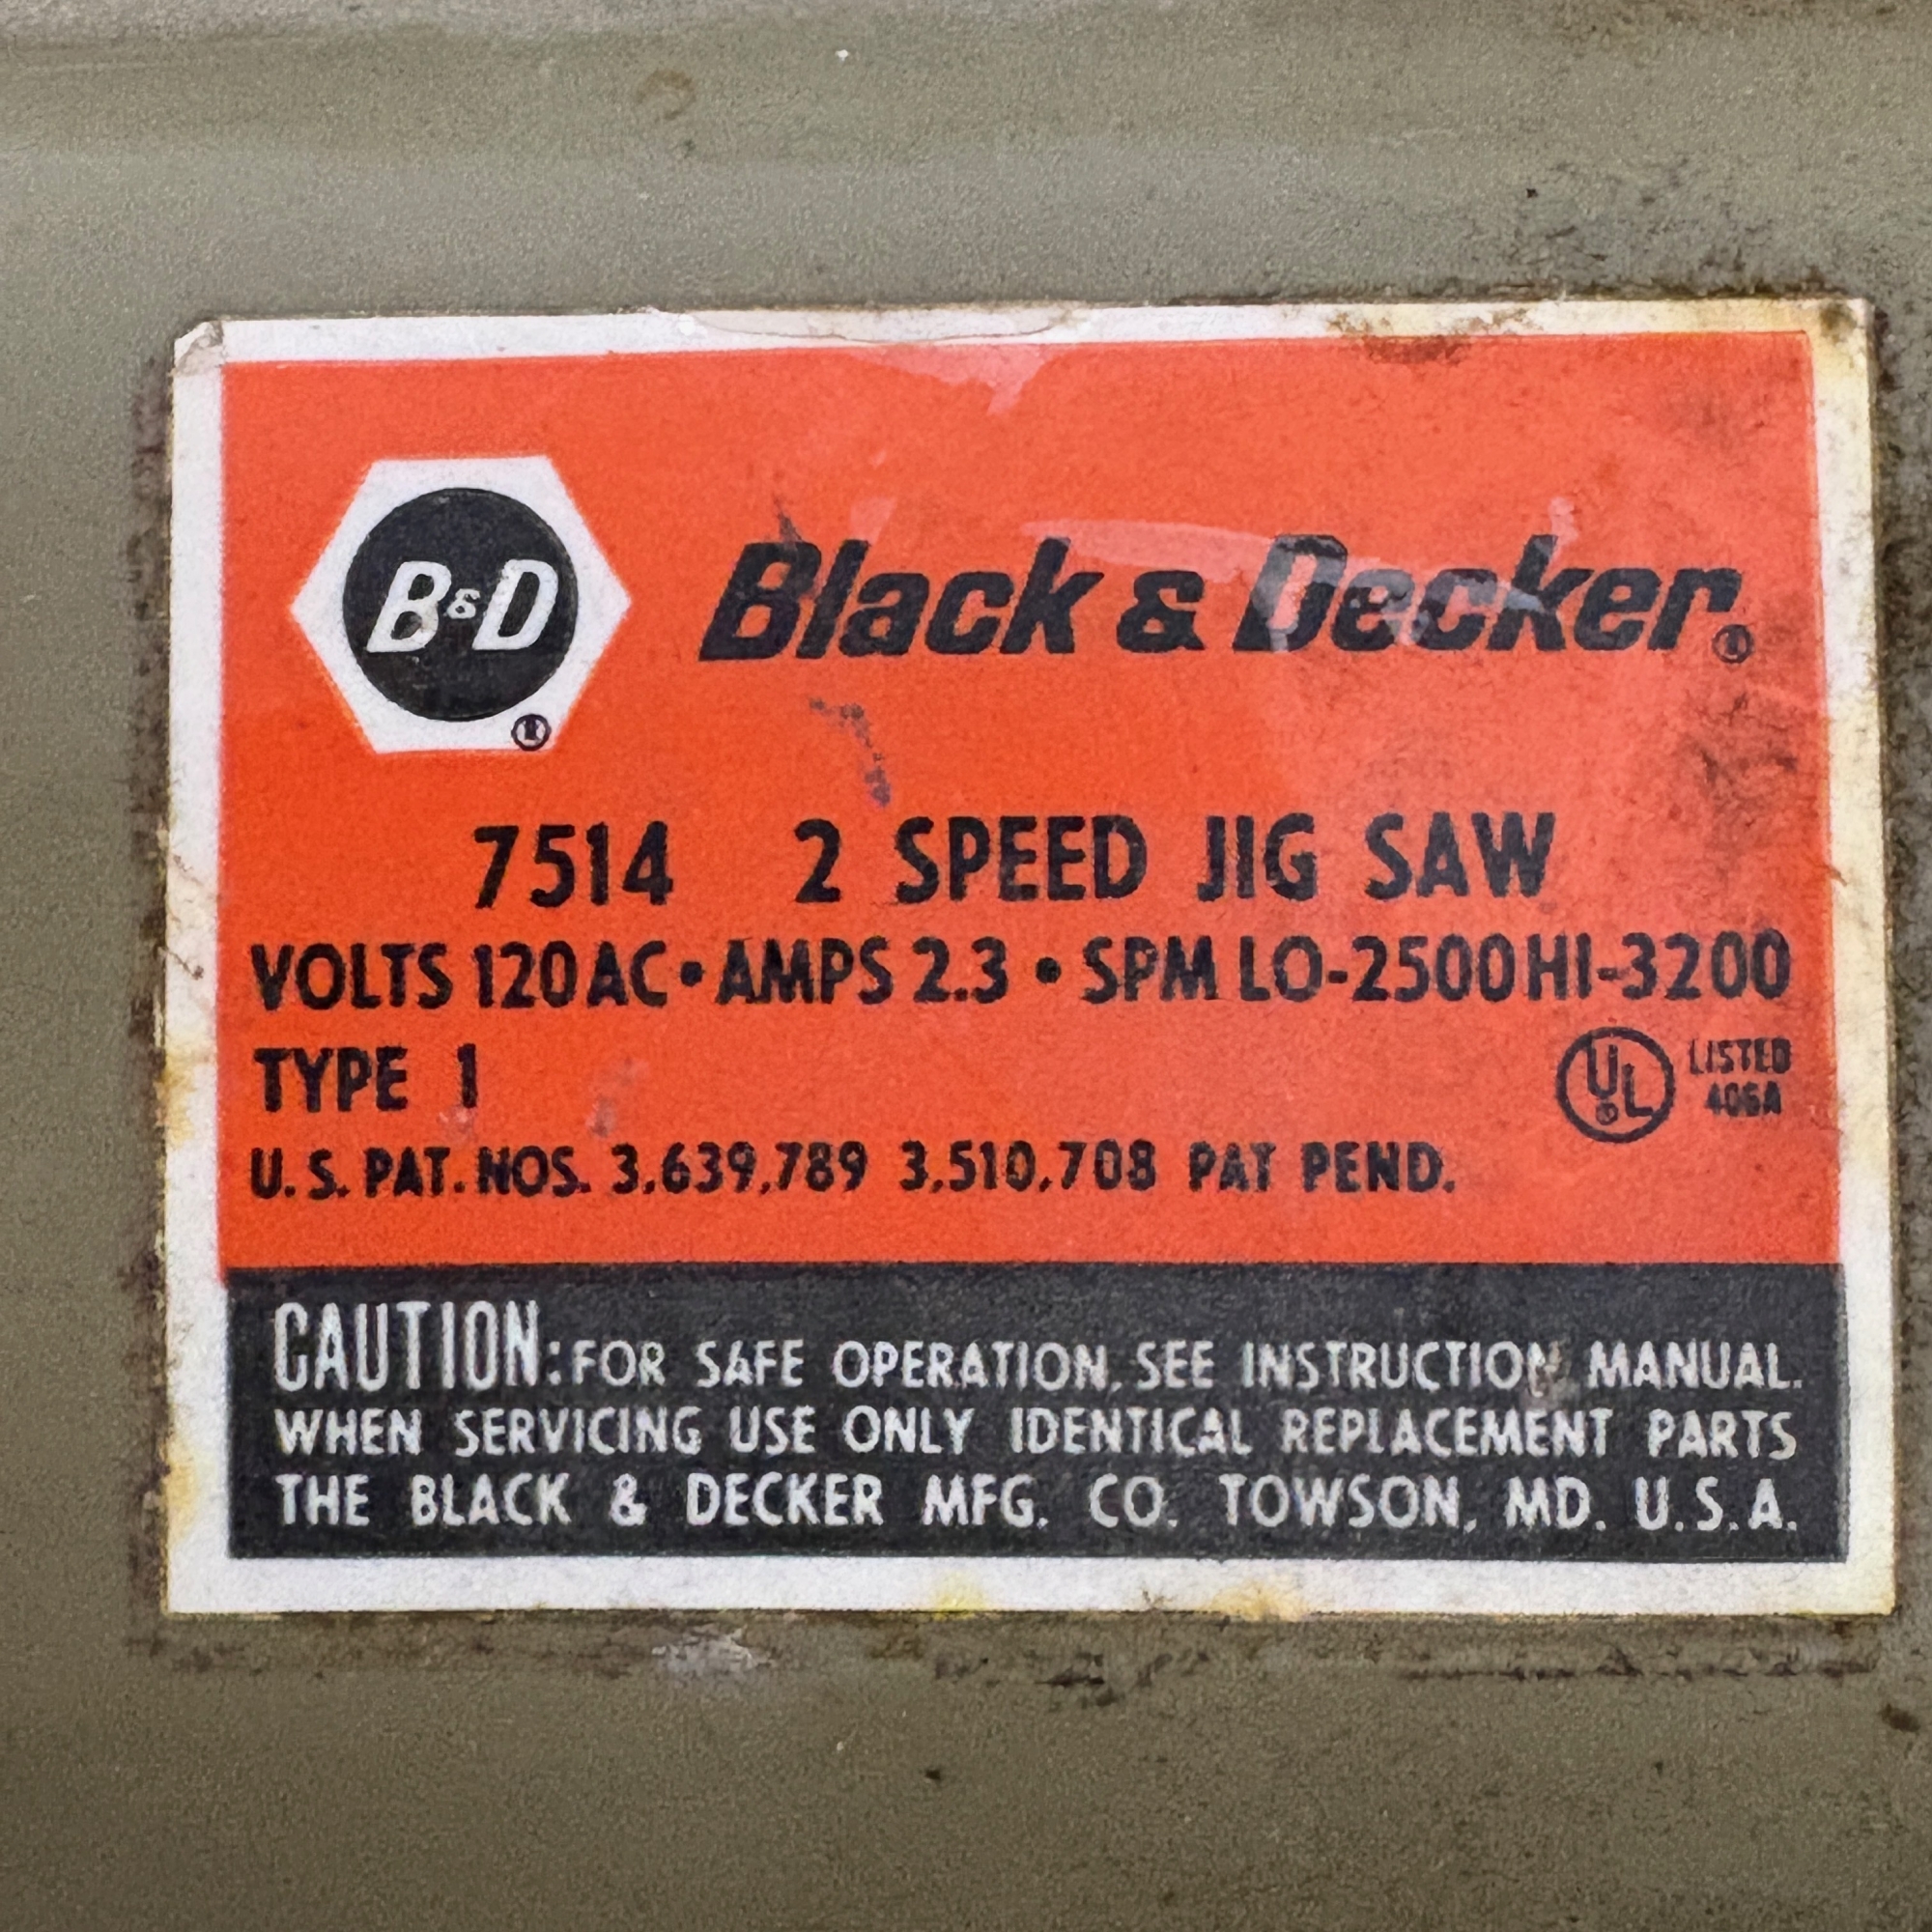 B&D ®
Black & Decker®
7514 2 SPEED JIG SAW
VOLTS 120 AC • AMPS 2.3 • SPM LO-2500 HI-3200
TYPE 1
UL ® LISTED
406A
U.S. PAT. NOS. 3,639,789 3,510,708 PAT PEND.
CAUTION: FOR SAFE OPERATION, SEE INSTRUCTION MANUAL.
WHEN SERVICING USE ONLY IDENTICAL REPLACEMENT PARTS
THE BLACK & DECKER MFG. CO. TOWSON, MD. U.S.A.